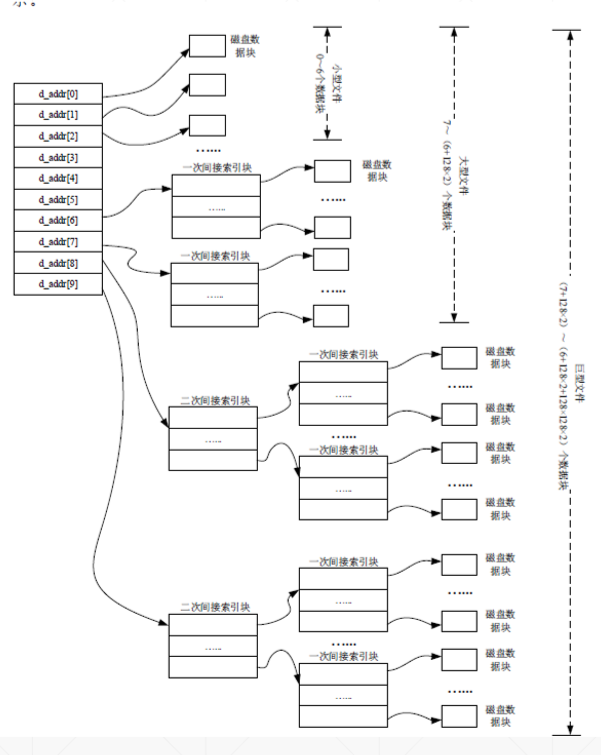 示。
磁盘数
据块
小型文件
0～6个数据块
大型文件
7～（6+128×2）个数据块
巨型文件
（7+128×2）～（6+128×2+128×128×2）个数据块
d_addr[0]
d_addr[1]
d_addr[2]
d_addr[3]
d_addr[4]
d_addr[5]
d_addr[6]
d_addr[7]
d_addr[8]
d_addr[9]
……
一次间接索引块
……
磁盘数
据块
……
一次间接索引块
……
……
二次间接索引块
……
一次间接索引块
……
磁盘数
据块
……
磁盘数
据块
……
一次间接索引块
……
磁盘数
据块
……
磁盘数
据块
二次间接索引块
……
一次间接索引块
……
磁盘数
据块
……
磁盘数
据块
……
一次间接索引块
……
磁盘数
据块
……
磁盘数
据块